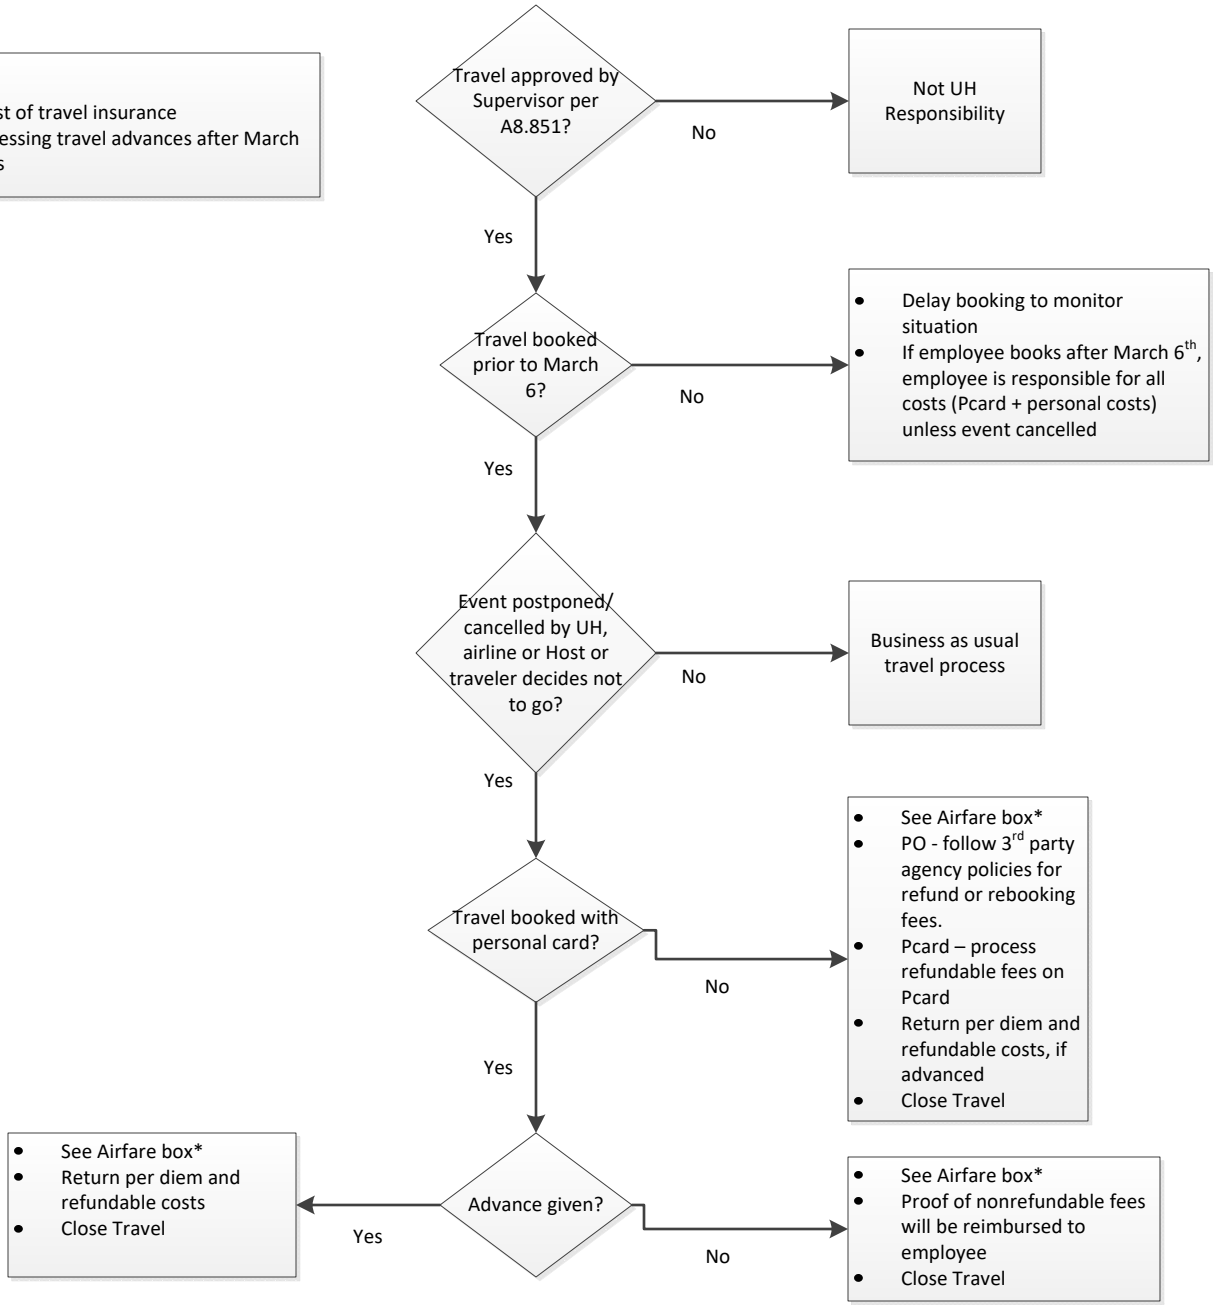 Travel approved by
Supervisor per
A8.851?
No
Not UH
Responsibility
of travel insurance
travel advances after March
Yes
Travel booked
prior to March
6?
No
• Delay booking to monitor
situation
• If employee books after March 6th,
employee is responsible for all
costs (Pcard + personal costs)
unless event cancelled
Yes
Event postponed/
cancelled by UH,
airline or Host or
traveler decides not
to go?
No
Business as usual
travel process
Yes
Travel booked with
personal card?
No
• See Airfare box*
• PO - follow 3rd party
agency policies for
refund or rebooking
fees.
• Pcard – process
refundable fees on
Pcard
• Return per diem and
refundable costs, if
advanced
• Close Travel
Yes
Advance given?
Yes
• See Airfare box*
• Return per diem and
refundable costs
• Close Travel
No
• See Airfare box*
• Proof of nonrefundable fees
will be reimbursed to
employee
• Close Travel